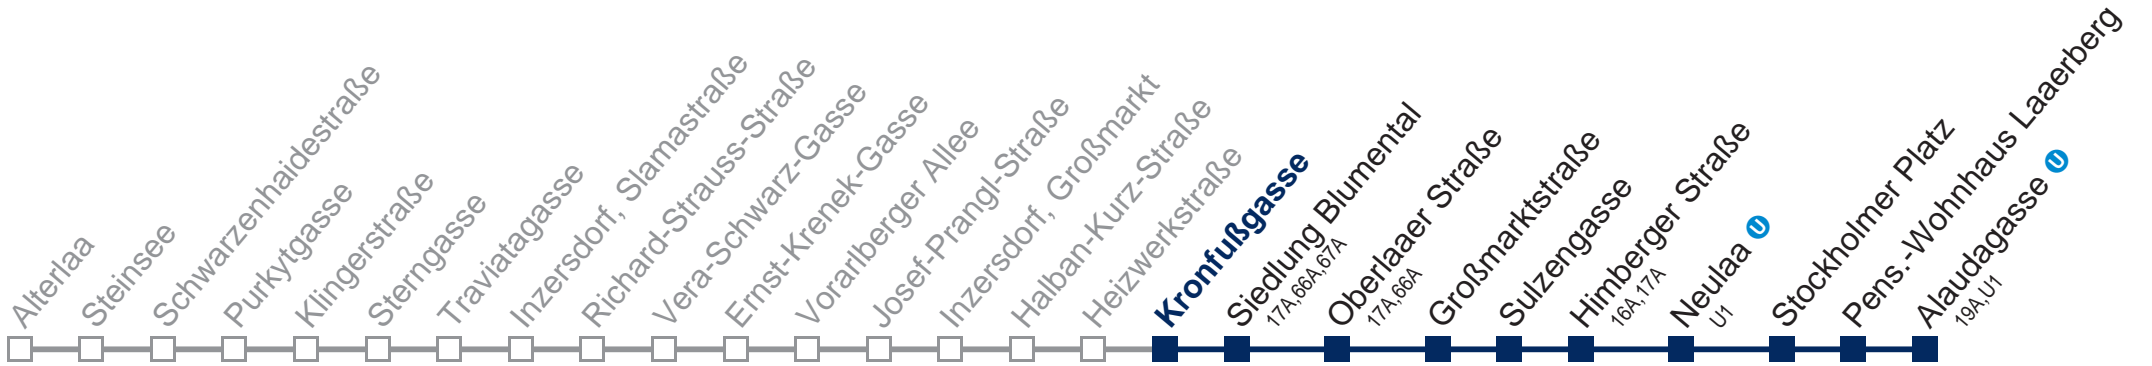 Alterlaa
Steinsee
Schwarzenhaidestraße
Purkytgasse
Klingerstraße
Sterngasse
Traviatagasse
Inzersdorf, Slamastraße
Richard-Strauss-Straße
Vera-Schwarz-Gasse
Ernst-Krenek-Gasse
Vorarlberger Allee
Josef-Prangl-Straße
Inzersdorf, Großmarkt
Halban-Kurz-Straße
Heizwerkstraße
Kronfußgasse
Siedlung Blumental
17A,66A,67A
Oberlaaer Straße
17A,66A
Großmarktstraße
Sulzengasse
Himberger Straße
16A,17A
Neulaa U
U1
Stockholmer Platz
Pens.-Wohnhaus Laaerberg
Alaudagasse U
19A,U1